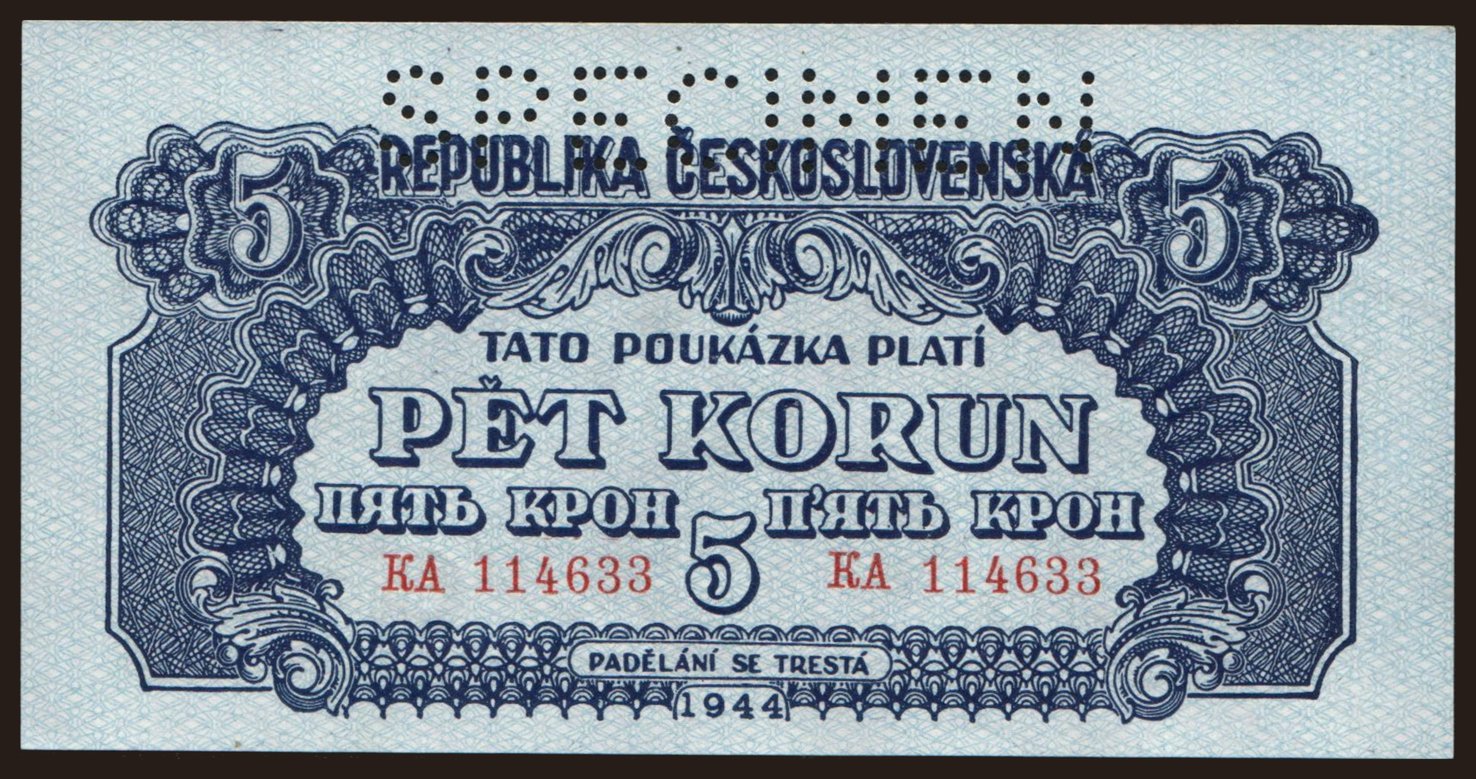 SPECIMEN
5 REPUBLIKA ČESKOSLOVENSKÁ 5
TATO POUKÁZKA PLATÍ
PĚT KORUN
ПЯТЬ КРОН П'ЯТЬ КРОН
КА 114633 5 КА 114633
PADĚLÁNÍ SE TRESTÁ
1944